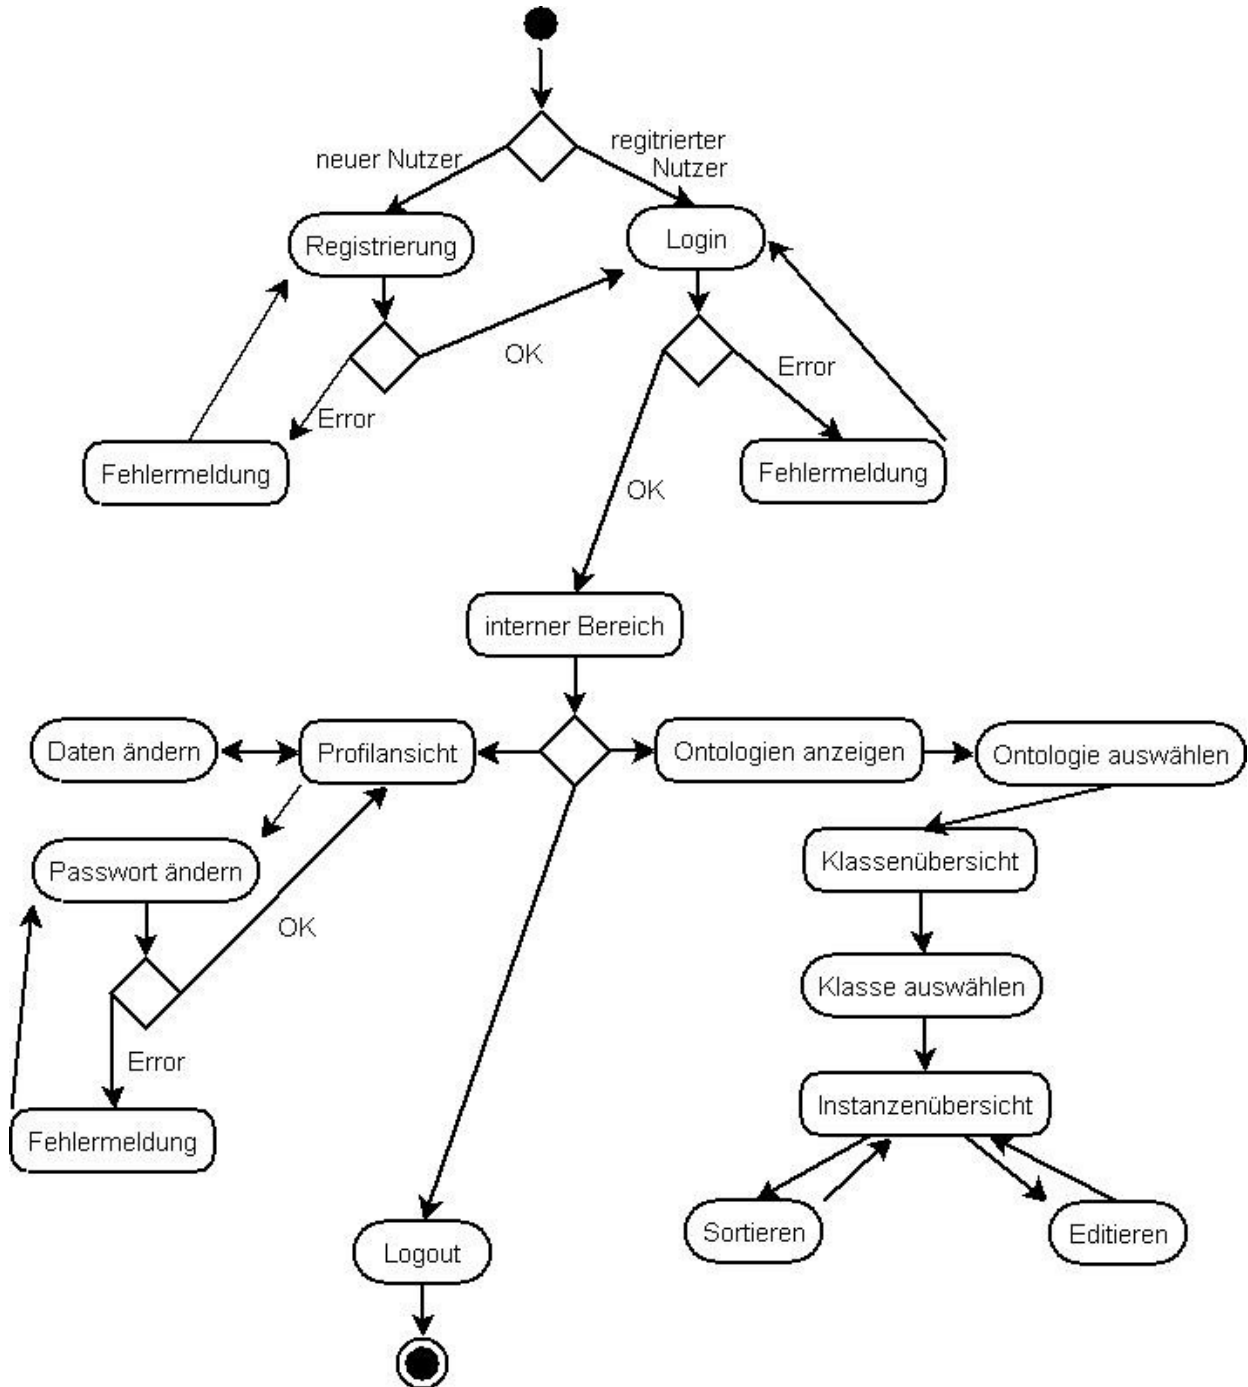 neuer Nutzer
regitrierter
Nutzer
Registrierung
Login
OK
Error
Error
Fehlermeldung
Fehlermeldung
OK
interner Bereich
Daten ändern
Profilansicht
Ontologien anzeigen
Ontologie auswählen
Passwort ändern
Klassenübersicht
OK
Klasse auswählen
Error
Instanzenübersicht
Fehlermeldung
Sortieren
Editieren
Logout